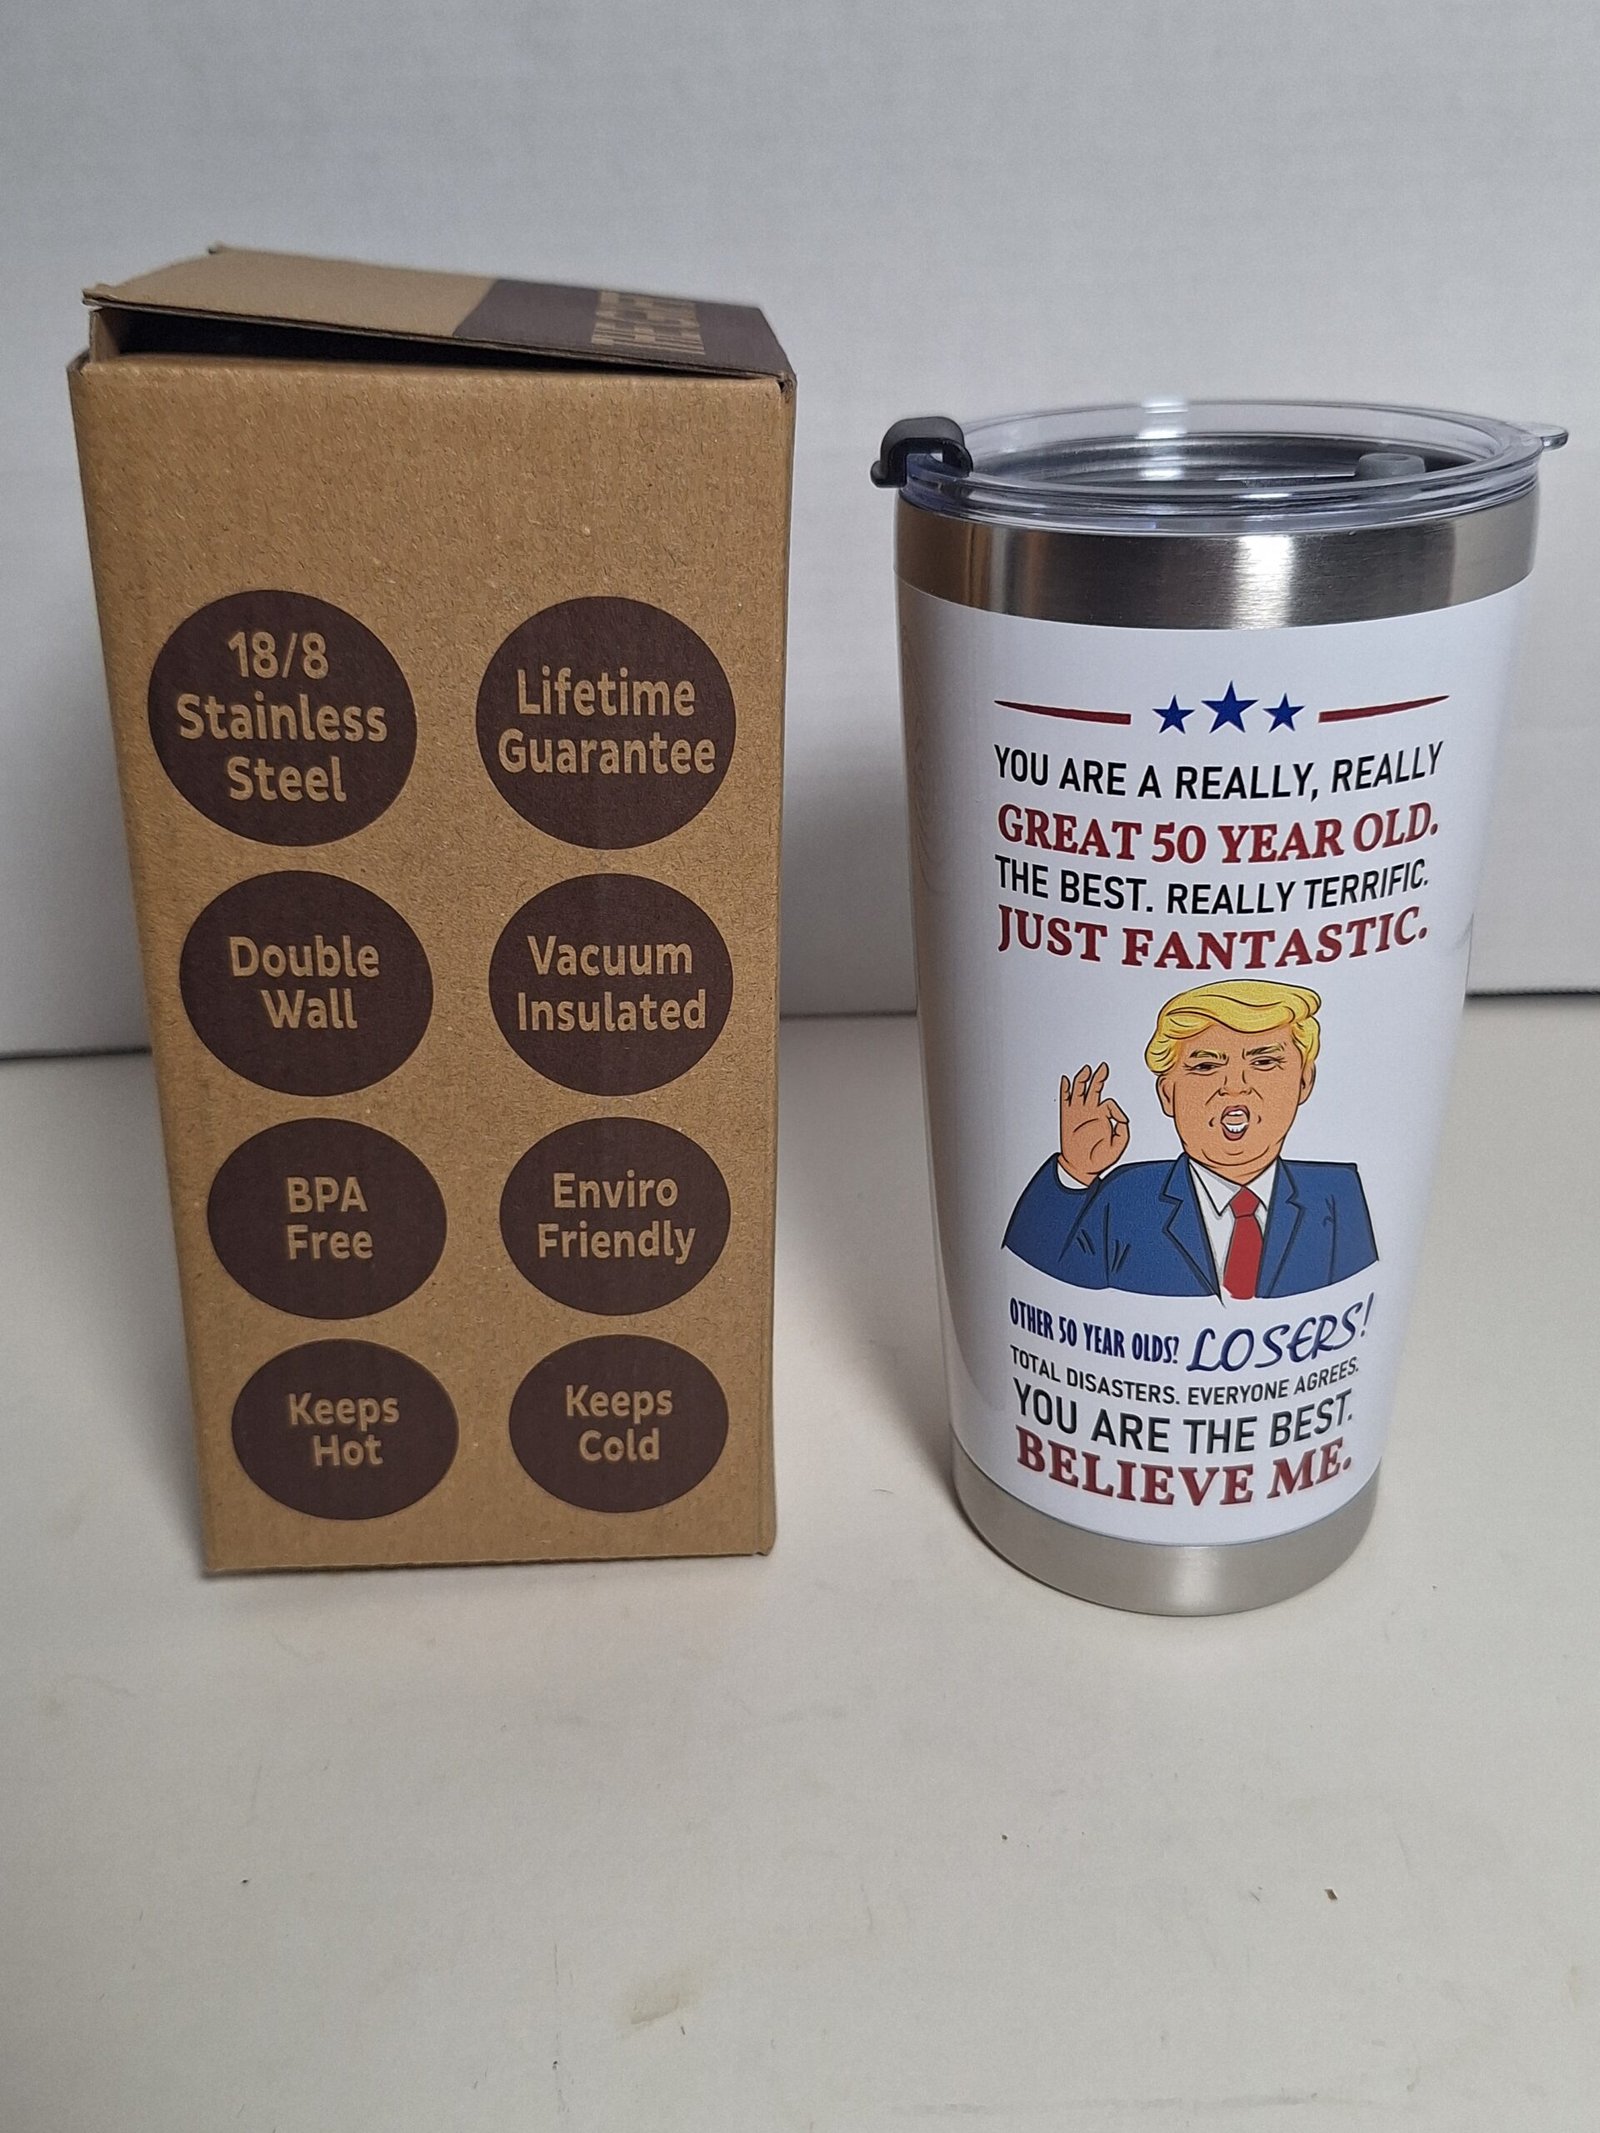 18/8
Stainless
Steel
Lifetime
Guarantee
Double
Wall
Vacuum
Insulated
BPA
Free
Enviro
Friendly
Keeps
Hot
Keeps
Cold
YOU ARE A REALLY, REALLY
GREAT 50 YEAR OLD.
THE BEST. REALLY TERRIFIC.
JUST FANTASTIC.
OTHER 50 YEAR OLDS? LOSERS!
TOTAL DISASTERS. EVERYONE AGREES.
YOU ARE THE BEST.
BELIEVE ME.